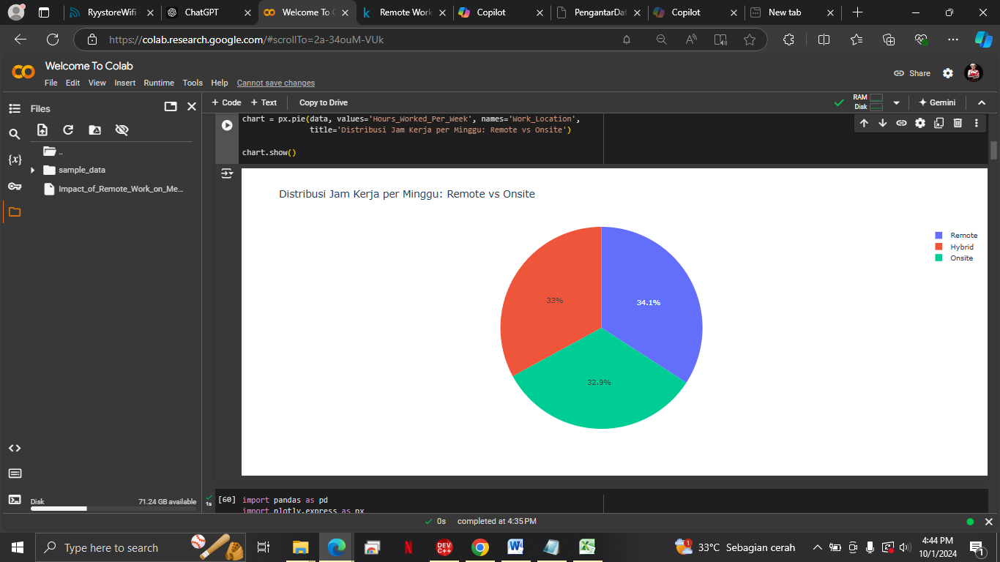 RyystoreWifi
ChatGPT
Welcome To C
Remote Work
Copilot
PengantarDat
Copilot
New tab
https://colab.research.google.com/#scrollTo=2a-34ouM-VUk
Welcome To Colab
File Edit View Insert Runtime Tools Help Cannot save changes
Share
Files
+ Code + Text Copy to Drive
RAM
Disk
Gemini
{x}
..
sample_data
Impact_of_Remote_Work_on_Me...
chart = px.pie(data, values='Hours_Worked_Per_Week', names='Work_Location',
title='Distribusi Jam Kerja per Minggu: Remote vs Onsite')
chart.show()
Distribusi Jam Kerja per Minggu: Remote vs Onsite
Remote
Hybrid
Onsite
33%
34.1%
32.9%
Disk 71.24 GB available
1s
[60] import pandas as pd
import plotly.express as px
0s completed at 4:35 PM
Type here to search
DEV
C++
33°C Sebagian cerah
4:44 PM
10/1/2024
1